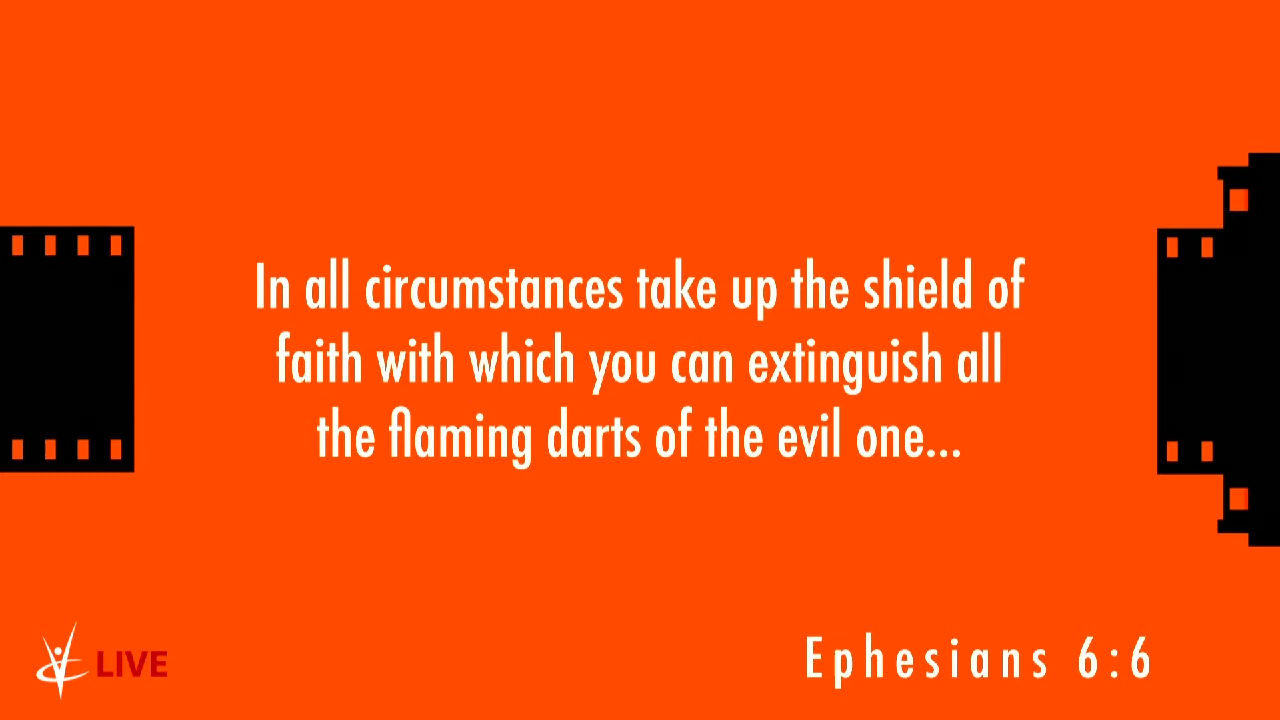 In all circumstances take up the shield of
faith with which you can extinguish all
the flaming darts of the evil one...
LIVE
Ephesians 6:6